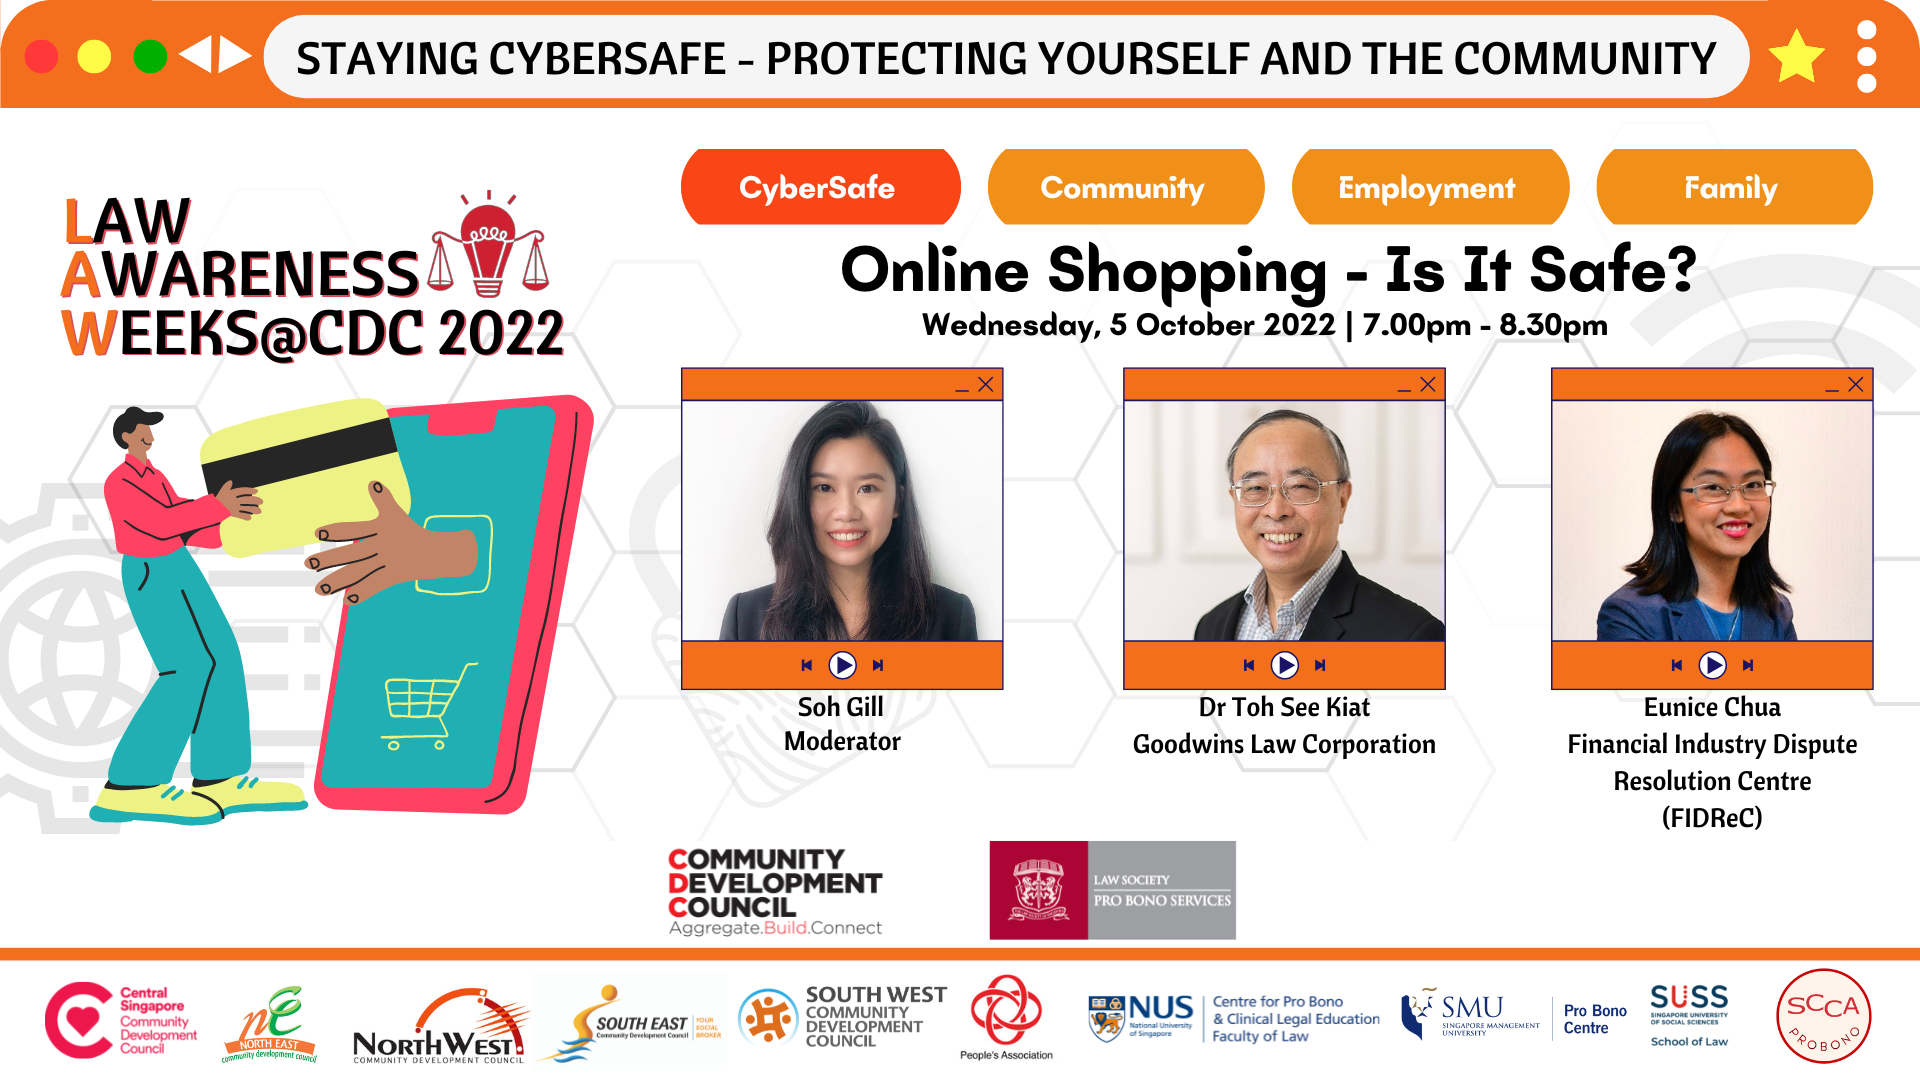 STAYING CYBERSAFE - PROTECTING YOURSELF AND THE COMMUNITY
LAW
AWARENESS
WEEKS@CDC 2022
CyberSafe
Community
Employment
Family
Online Shopping - Is It Safe?
Wednesday, 5 October 2022 | 7.00pm - 8.30pm
Soh Gill
Moderator
Dr Toh See Kiat
Goodwins Law Corporation
Eunice Chua
Financial Industry Dispute
Resolution Centre
(FIDReC)
COMMUNITY
DEVELOPMENT
COUNCIL
Aggregate.Build.Connect
LAW SOCIETY
PRO BONO SERVICES
Central
Singapore
Community
Development
Council
ne
NORTH EAST
community development council
NORTHWEST
COMMUNITY DEVELOPMENT COUNCIL
SOUTH EAST
Community Development Council
YOUR
SOCIAL
BROKER
SOUTH WEST
COMMUNITY
DEVELOPMENT
COUNCIL
People's Association
NUS
National University
of Singapore
Centre for Pro Bono
& Clinical Legal Education
Faculty of Law
SMU
SINGAPORE MANAGEMENT
UNIVERSITY
Pro Bono
Centre
SUSS
SINGAPORE UNIVERSITY
OF SOCIAL SCIENCES
School of Law
SCCA
PROBONO